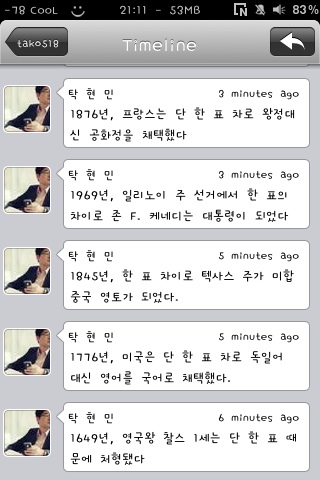 -78 Cool 21:11 - 53MB N 83%
tako518 Timeline
탁 현 민 3 minutes ago
1876년, 프랑스는 단 한 표 차로 왕정대
신 공화정을 채택했다
탁 현 민 3 minutes ago
1969년, 일리노이 주 선거에서 한 표의
차이로 존 F. 케네디는 대통령이 되었다
탁 현 민 5 minutes ago
1845년, 한 표 차이로 텍사스 주가 미합
중국 영토가 되었다.
탁 현 민 5 minutes ago
1776년, 미국은 단 한 표 차로 독일어
대신 영어를 국어로 채택했다.
탁 현 민 6 minutes ago
1649년, 영국왕 찰스 1세는 단 한 표 때
문에 처형됐다